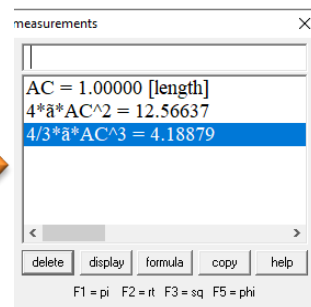 measurements
AC = 1.00000 [length]
4*ã*AC^2 = 12.56637
4/3*ã*AC^3 = 4.18879
delete display formula copy help
F1 = pi F2 = rt F3 = sq F5 = phi